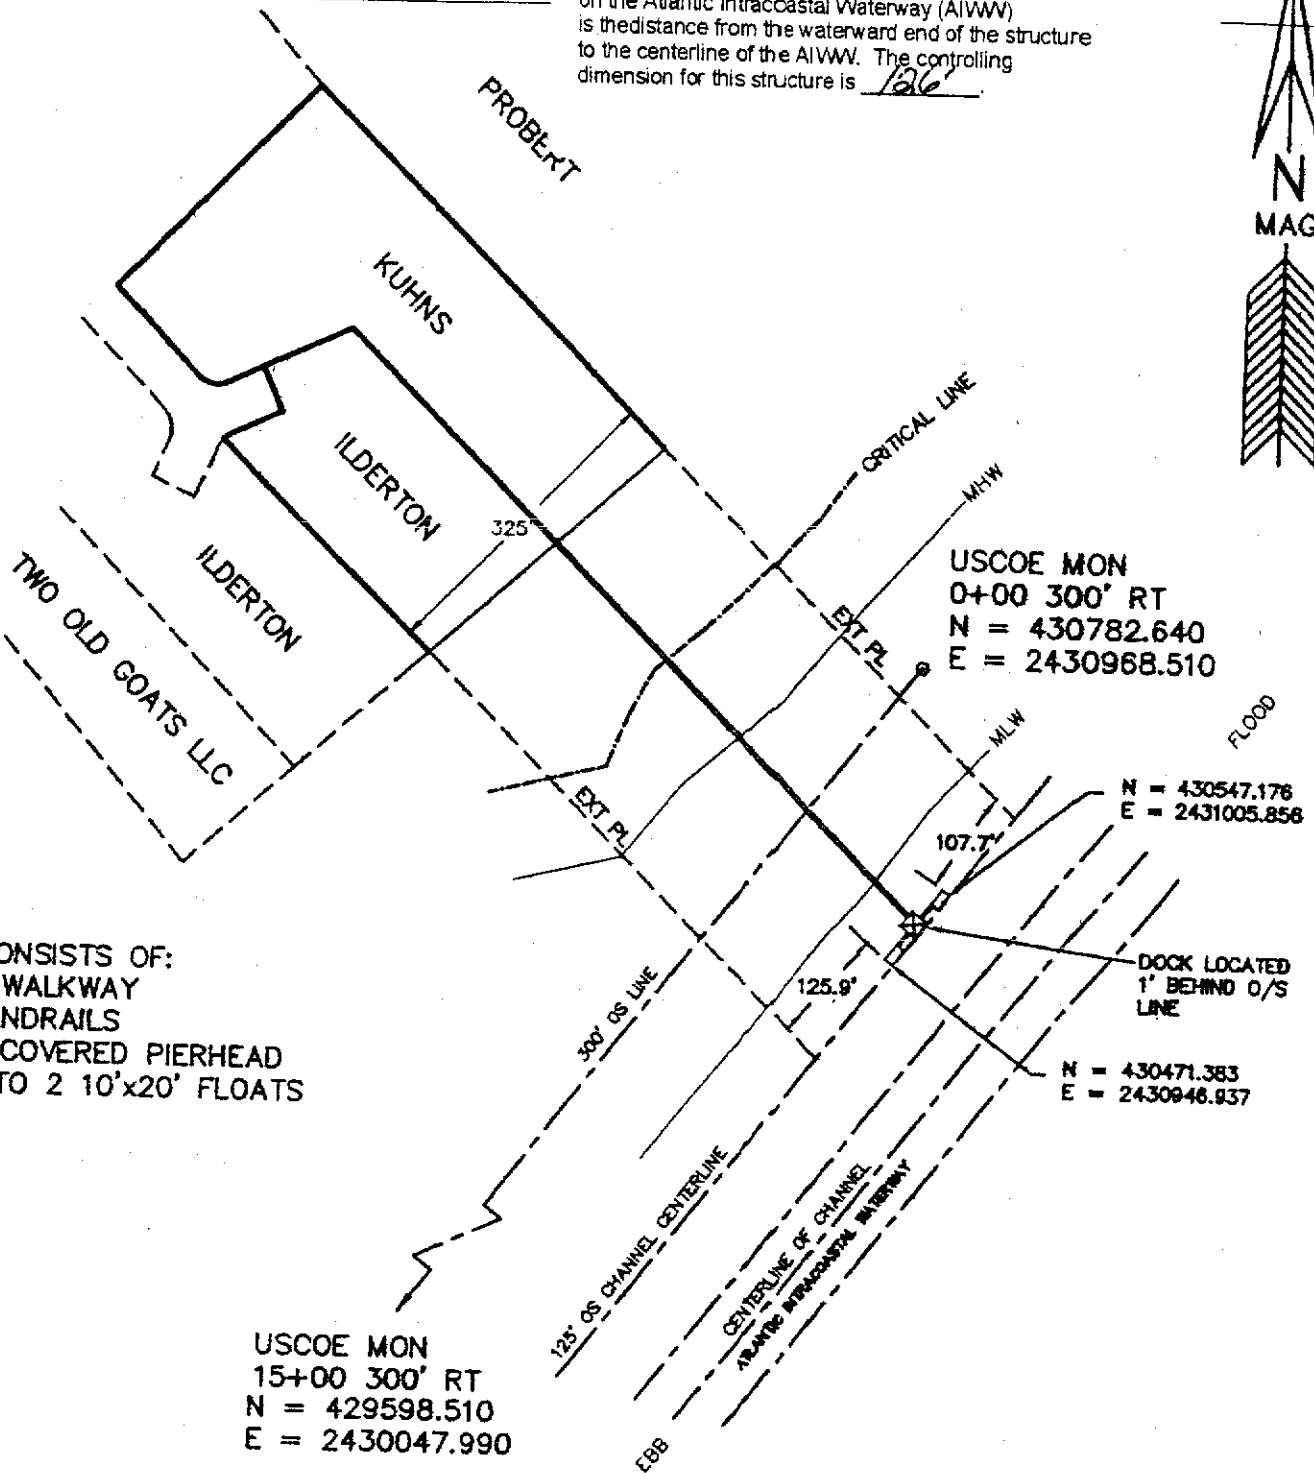 on the Atlantic Intracoastal Waterway (AIWW)
is thedistance from the waterward end of the structure
to the centerline of the AIWW. The controlling
dimension for this structure is 126'.
N
MAG
PROBERT
KUHNS
ILDERTON
325'
ILDERTON
TWO OLD GOATS LLC
CRITICAL LINE
MHW
USCOE MON
0+00 300' RT
N = 430782.640
E = 2430968.510
EXT PL
MLW
FLOOD
N = 430547.176
E = 2431005.856
EXT PL
107.7'
125.9'
DOCK LOCATED
1' BEHIND O/S
LINE
N = 430471.383
E = 2430946.937
ONSISTS OF:
WALKWAY
NDRAILS
COVERED PIERHEAD
TO 2 10'x20' FLOATS
300' OS LINE
125' OS CHANNEL CENTERLINE
CENTERLINE OF CHANNEL
ATLANTIC INTRACOASTAL WATERWAY
USCOE MON
15+00 300' RT
N = 429598.510
E = 2430047.990
EBB